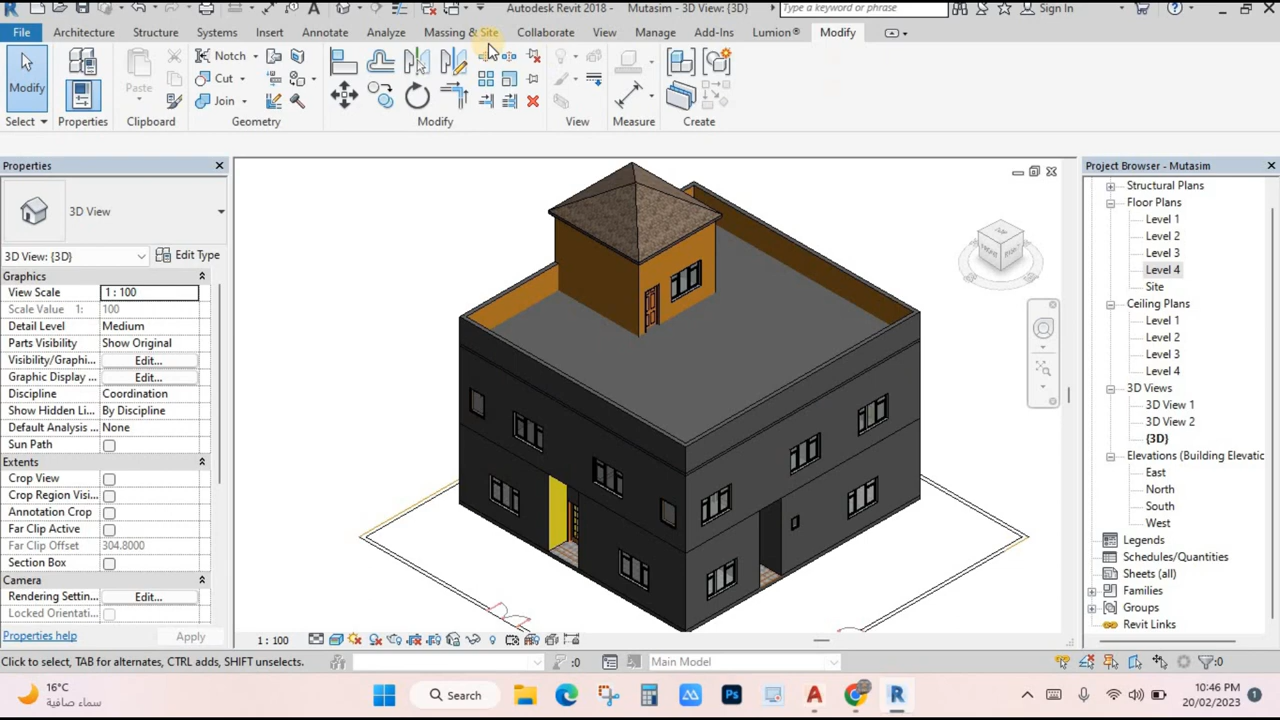 Autodesk Revit 2018 - Mutasim - 3D View: {3D}
Type a keyword or phrase
Sign In
File Architecture Structure Systems Insert Annotate Analyze Massing & Site Collaborate View Manage Add-Ins Lumion® Modify
Modify Paste Notch Cut Join
Select Properties Clipboard Geometry Modify View Measure Create
Properties
3D View
3D View: {3D} Edit Type
Graphics
View Scale 1 : 100
Scale Value 1: 100
Detail Level Medium
Parts Visibility Show Original
Visibility/Graphi... Edit...
Graphic Display ... Edit...
Discipline Coordination
Show Hidden Li... By Discipline
Default Analysis ... None
Sun Path
Extents
Crop View
Crop Region Visi...
Annotation Crop
Far Clip Active
Far Clip Offset 304.8000
Section Box
Camera
Rendering Settin... Edit...
Locked Orientati...
Properties help Apply
TOP
FRONT RIGHT
Project Browser - Mutasim
Structural Plans
Floor Plans
Level 1
Level 2
Level 3
Level 4
Site
Ceiling Plans
Level 1
Level 2
Level 3
Level 4
3D Views
3D View 1
3D View 2
{3D}
Elevations (Building Elevatio
East
North
South
West
Legends
Schedules/Quantities
Sheets (all)
Families
Groups
Revit Links
1 : 100
Click to select, TAB for alternates, CTRL adds, SHIFT unselects.
:0
Main Model
:0
16°C
سماء صافية
Search
Ps
A
R
10:46 PM
20/02/2023
1